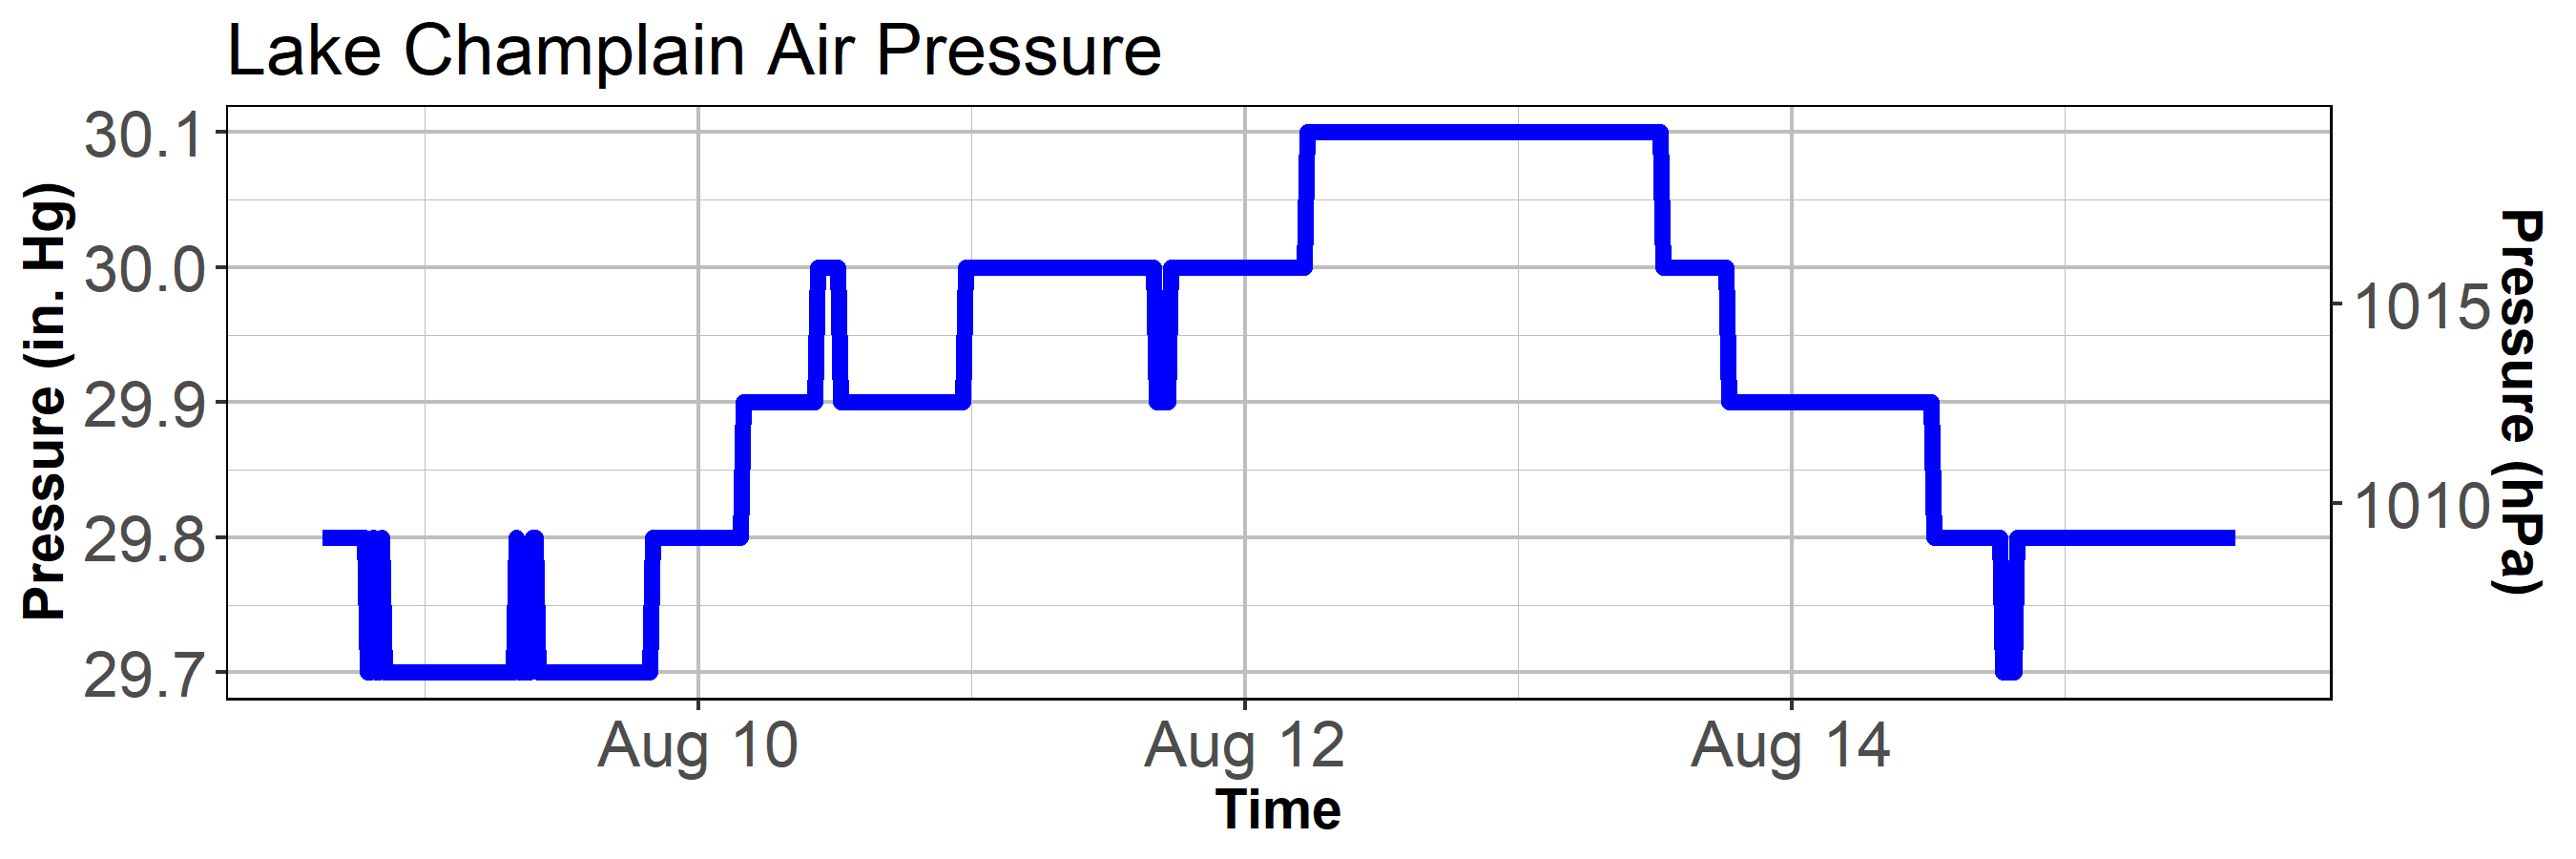 Lake Champlain Air Pressure
30.1
30.0
29.9
29.8
29.7
Pressure (in. Hg)
1015
1010
Pressure (hPa)
Aug 10
Aug 12
Aug 14
Time